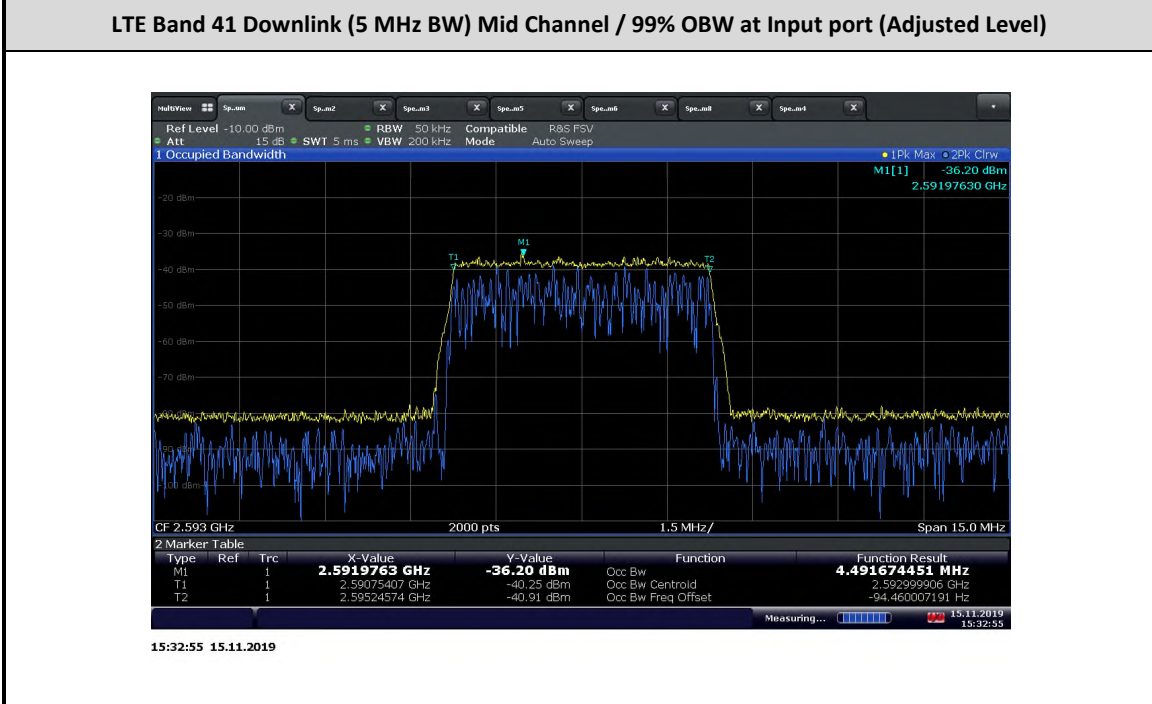 LTE Band 41 Downlink (5 MHz BW) Mid Channel / 99% OBW at Input port (Adjusted Level)
MultiView Sp..um X Sp..m2 X Spe..m3 X Spe..m5 X Spe..m6 X Spe..m8 X Spe..m4 X
Ref Level -10.00 dBm RBW 50 kHz Compatible R&S FSV
Att 15 dB SWT 5 ms VBW 200 kHz Mode Auto Sweep
1 Occupied Bandwidth 1Pk Max 2Pk Clrw
M1[1] -36.20 dBm
2.59197630 GHz
-20 dBm
-30 dBm
M1
T1 T2
-40 dBm
-50 dBm
-60 dBm
-70 dBm
CF 2.593 GHz 2000 pts 1.5 MHz/ Span 15.0 MHz
2 Marker Table
Type Ref Trc X-Value Y-Value Function Function Result
M1 1 2.5919763 GHz -36.20 dBm Occ Bw 4.491674451 MHz
T1 1 2.59075407 GHz -40.25 dBm Occ Bw Centroid 2.592999906 GHz
T2 1 2.59524574 GHz -40.91 dBm Occ Bw Freq Offset -94.460007191 Hz
Measuring... 15.11.2019
15:32:55
15:32:55 15.11.2019